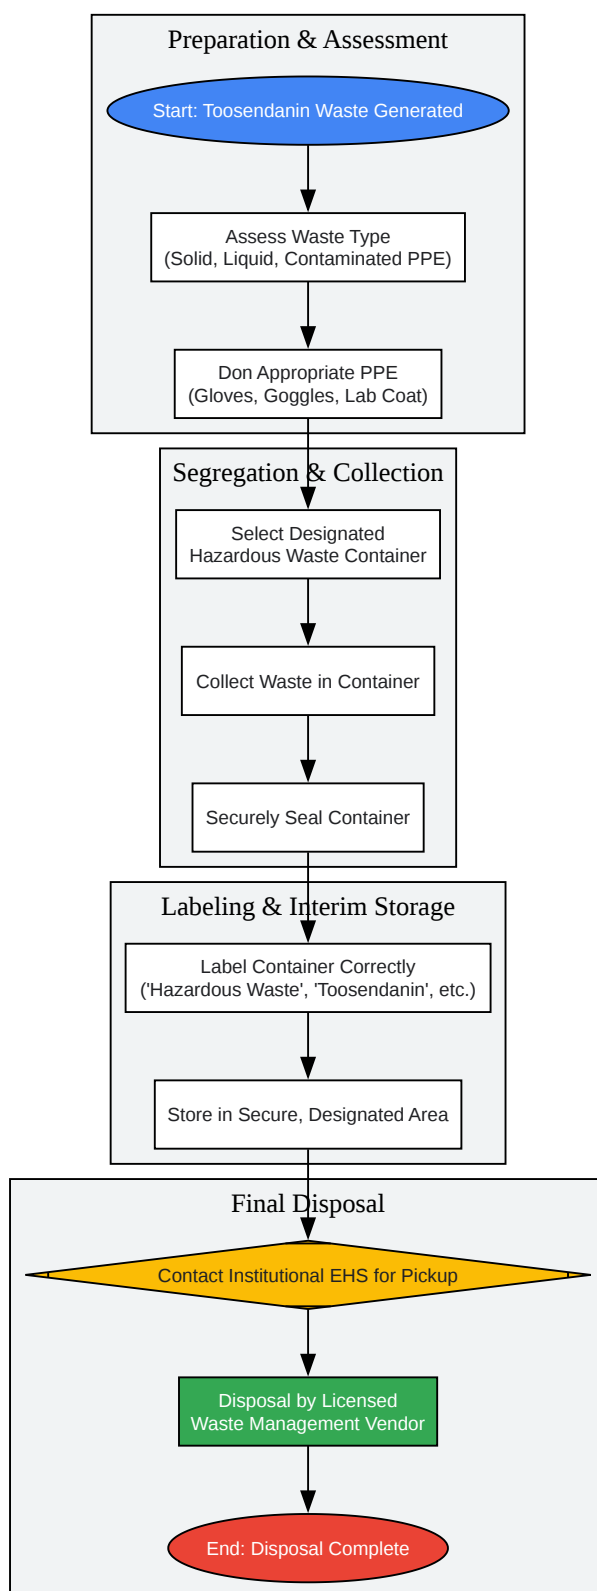 Preparation & Assessment
Start: Toosendanin Waste Generated
Assess Waste Type
(Solid, Liquid, Contaminated PPE)
Don Appropriate PPE
(Gloves, Goggles, Lab Coat)
Segregation & Collection
Select Designated
Hazardous Waste Container
Collect Waste in Container
Securely Seal Container
Labeling & Interim Storage
Label Container Correctly
('Hazardous Waste', 'Toosendanin', etc.)
Store in Secure, Designated Area
Final Disposal
Contact Institutional EHS for Pickup
Disposal by Licensed
Waste Management Vendor
End: Disposal Complete